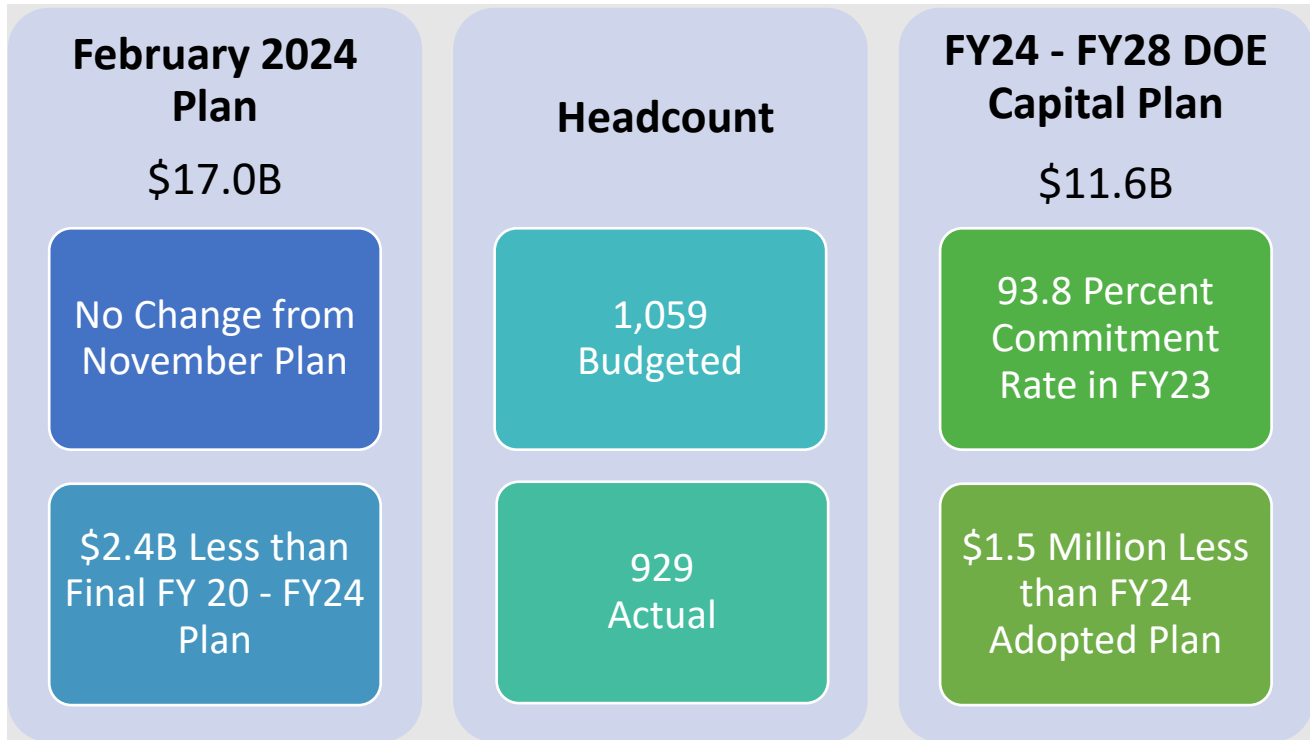 February 2024
Plan
$17.0B
No Change from
November Plan
$2.4B Less than
Final FY 20 - FY24
Plan
Headcount
1,059
Budgeted
929
Actual
FY24 - FY28 DOE
Capital Plan
$11.6B
93.8 Percent
Commitment
Rate in FY23
$1.5 Million Less
than FY24
Adopted Plan